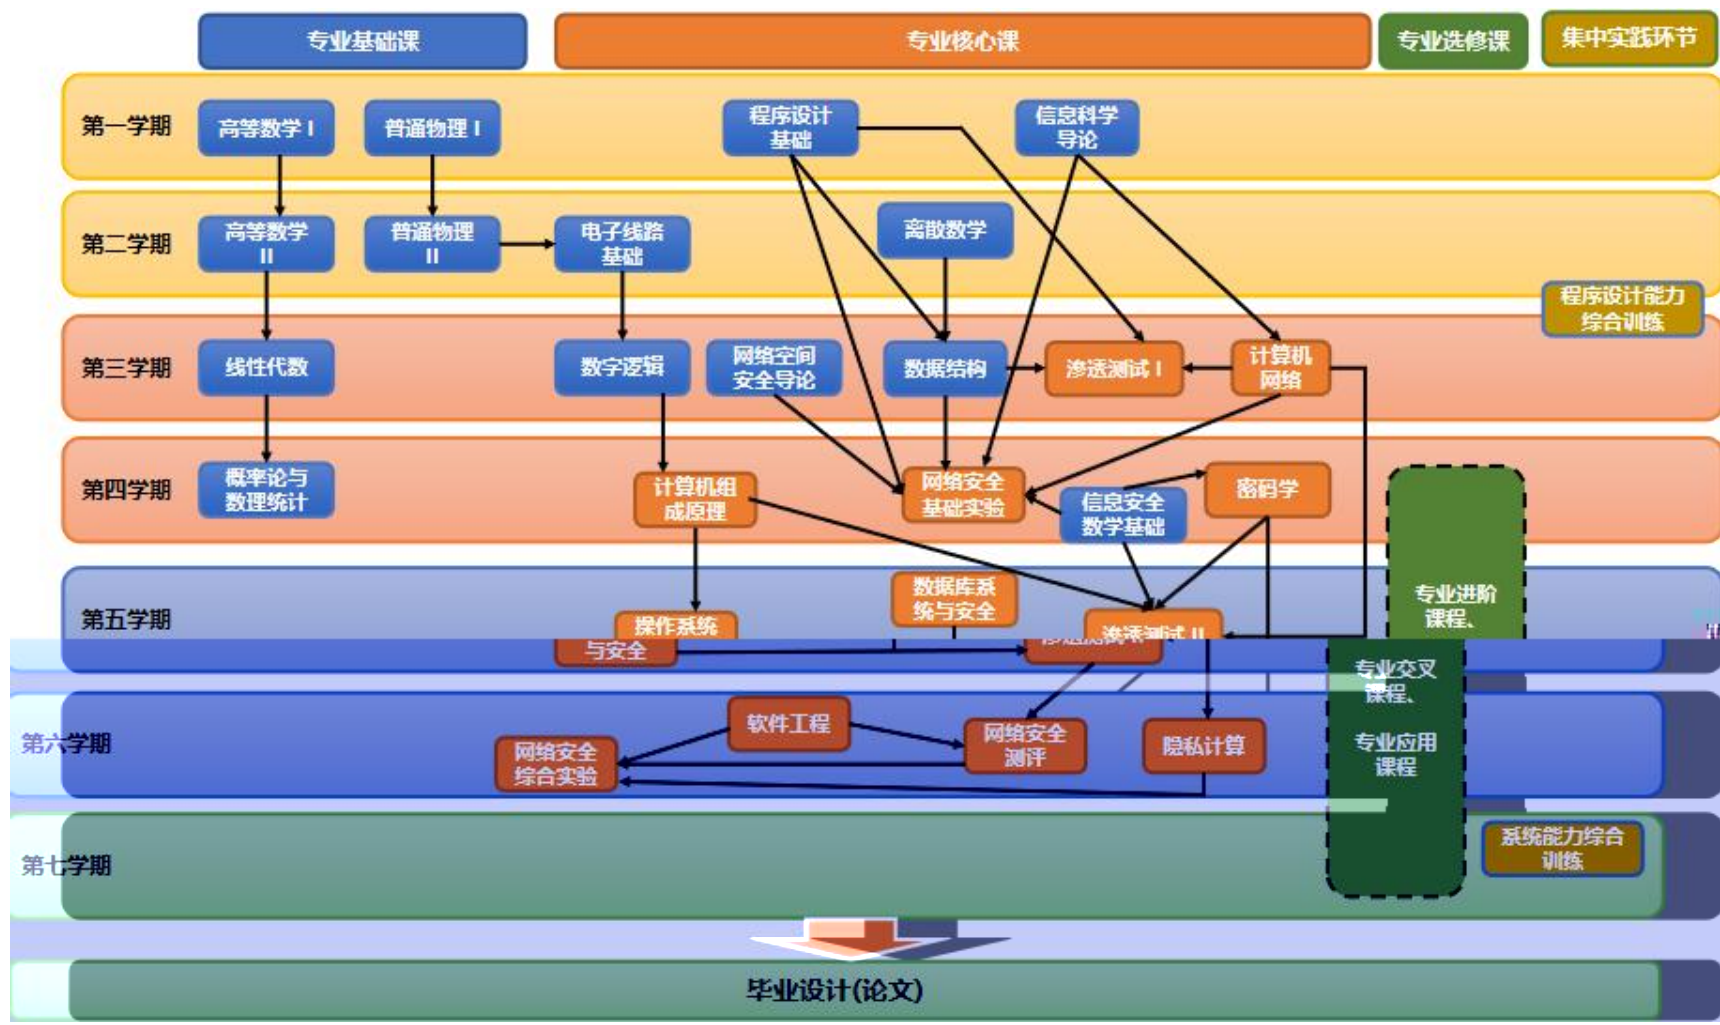 专业基础课
专业核心课
专业选修课
集中实践环节
第一学期
高等数学 I
普通物理 I
程序设计
基础
信息科学
导论
第二学期
高等数学
II
普通物理
II
电子线路
基础
离散数学
程序设计能力
综合训练
第三学期
线性代数
数字逻辑
网络空间
安全导论
数据结构
渗透测试 I
计算机
网络
第四学期
概率论与
数理统计
计算机组
成原理
网络安全
基础实验
信息安全
数学基础
密码学
第五学期
操作系统
与安全
数据库系
统与安全
渗透测试 II
专业进阶
课程、
专业交叉
课程、
专业应用
课程
第六学期
网络安全
综合实验
软件工程
网络安全
测评
隐私计算
第七学期
系统能力综合
训练
毕业设计(论文)